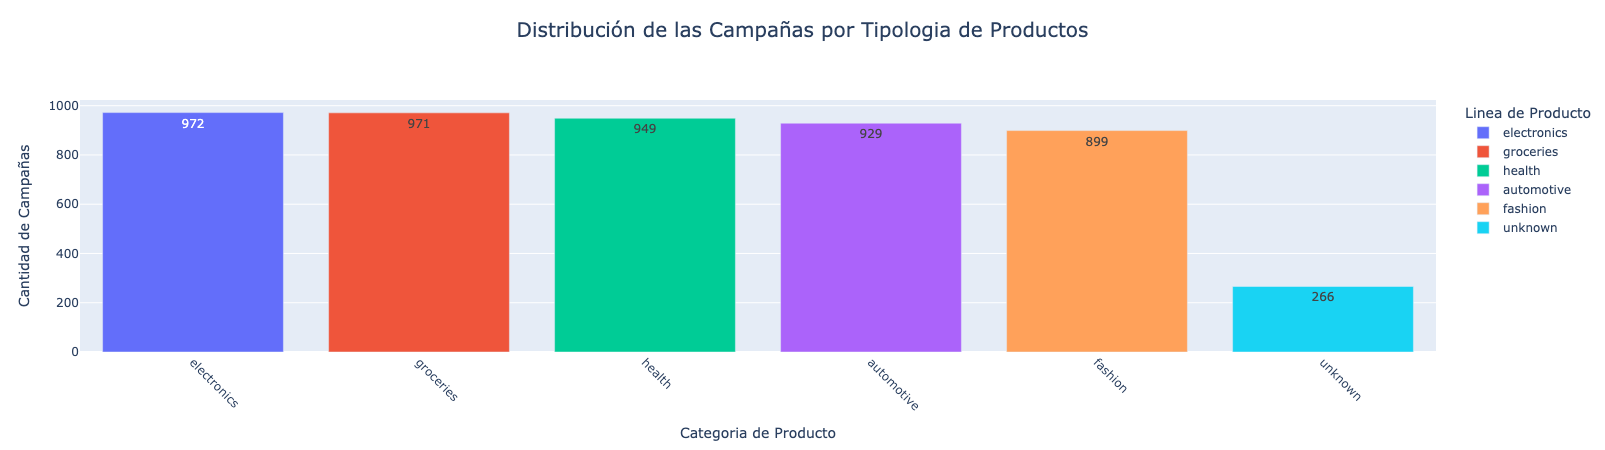 Distribución de las Campañas por Tipologia de Productos
Cantidad de Campañas
1000
800
600
400
200
0
972
971
949
929
899
266
electronics
groceries
health
automotive
fashion
unknown
Categoria de Producto
Linea de Producto
electronics
groceries
health
automotive
fashion
unknown